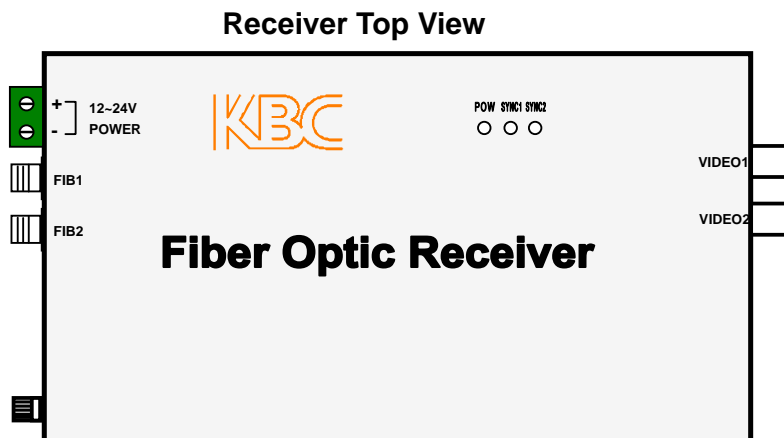 Receiver Top View
+ 12~24V
- POWER
KBC
POW SYNC1 SYNC2
FIB1
FIB2
VIDEO1
VIDEO2
Fiber Optic Receiver